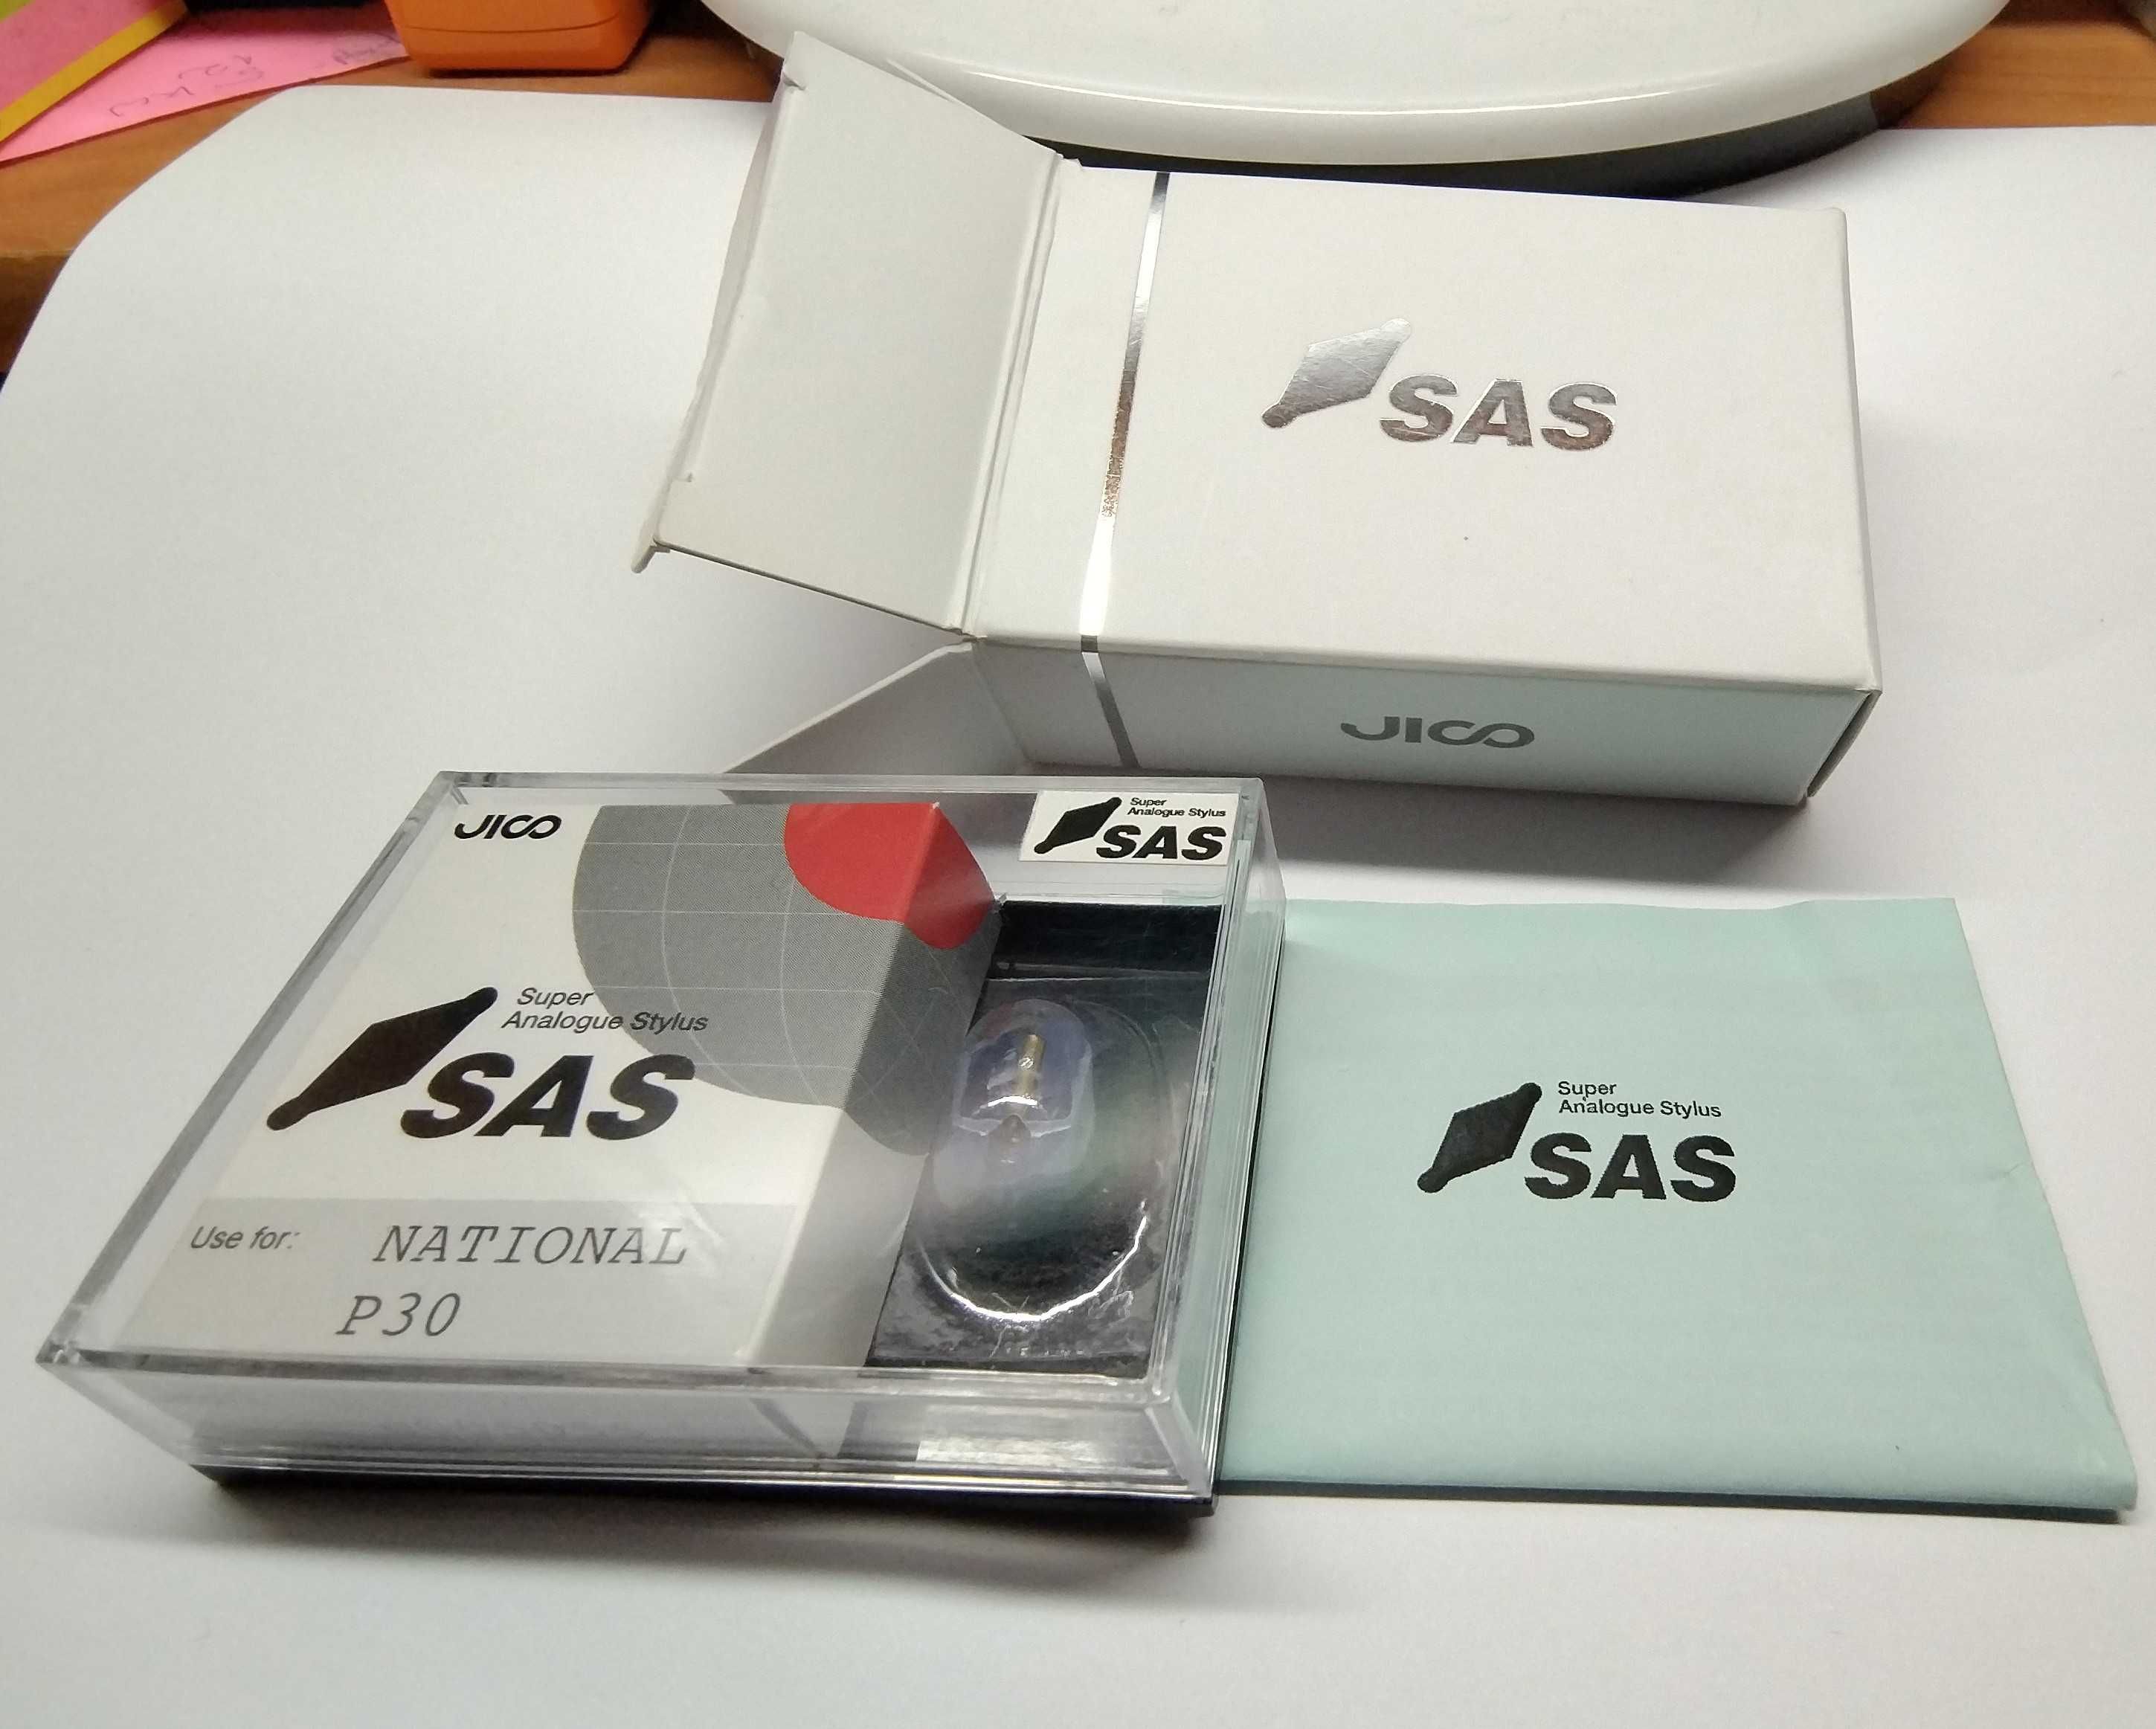 SAS
JICO
JICO
Super
Analogue Stylus
SAS
Super
Analogue Stylus
SAS
Use for: NATIONAL
P30
Super
Analogue Stylus
SAS